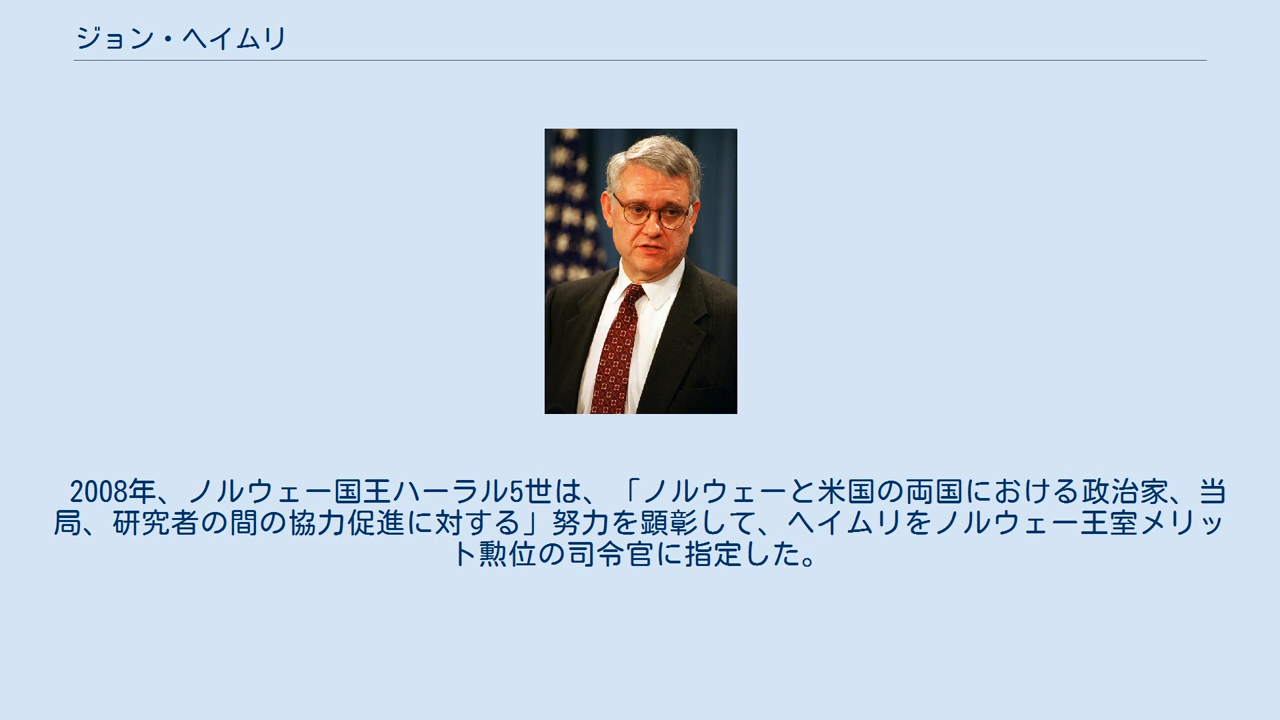 ジョン・ヘイムリ
2008年、ノルウェー国王ハーラル5世は、「ノルウェーと米国の両国における政治家、当
局、研究者の間の協力促進に対する」努力を顕彰して、ヘイムリをノルウェー王室メリッ
ト勲位の司令官に指定した。